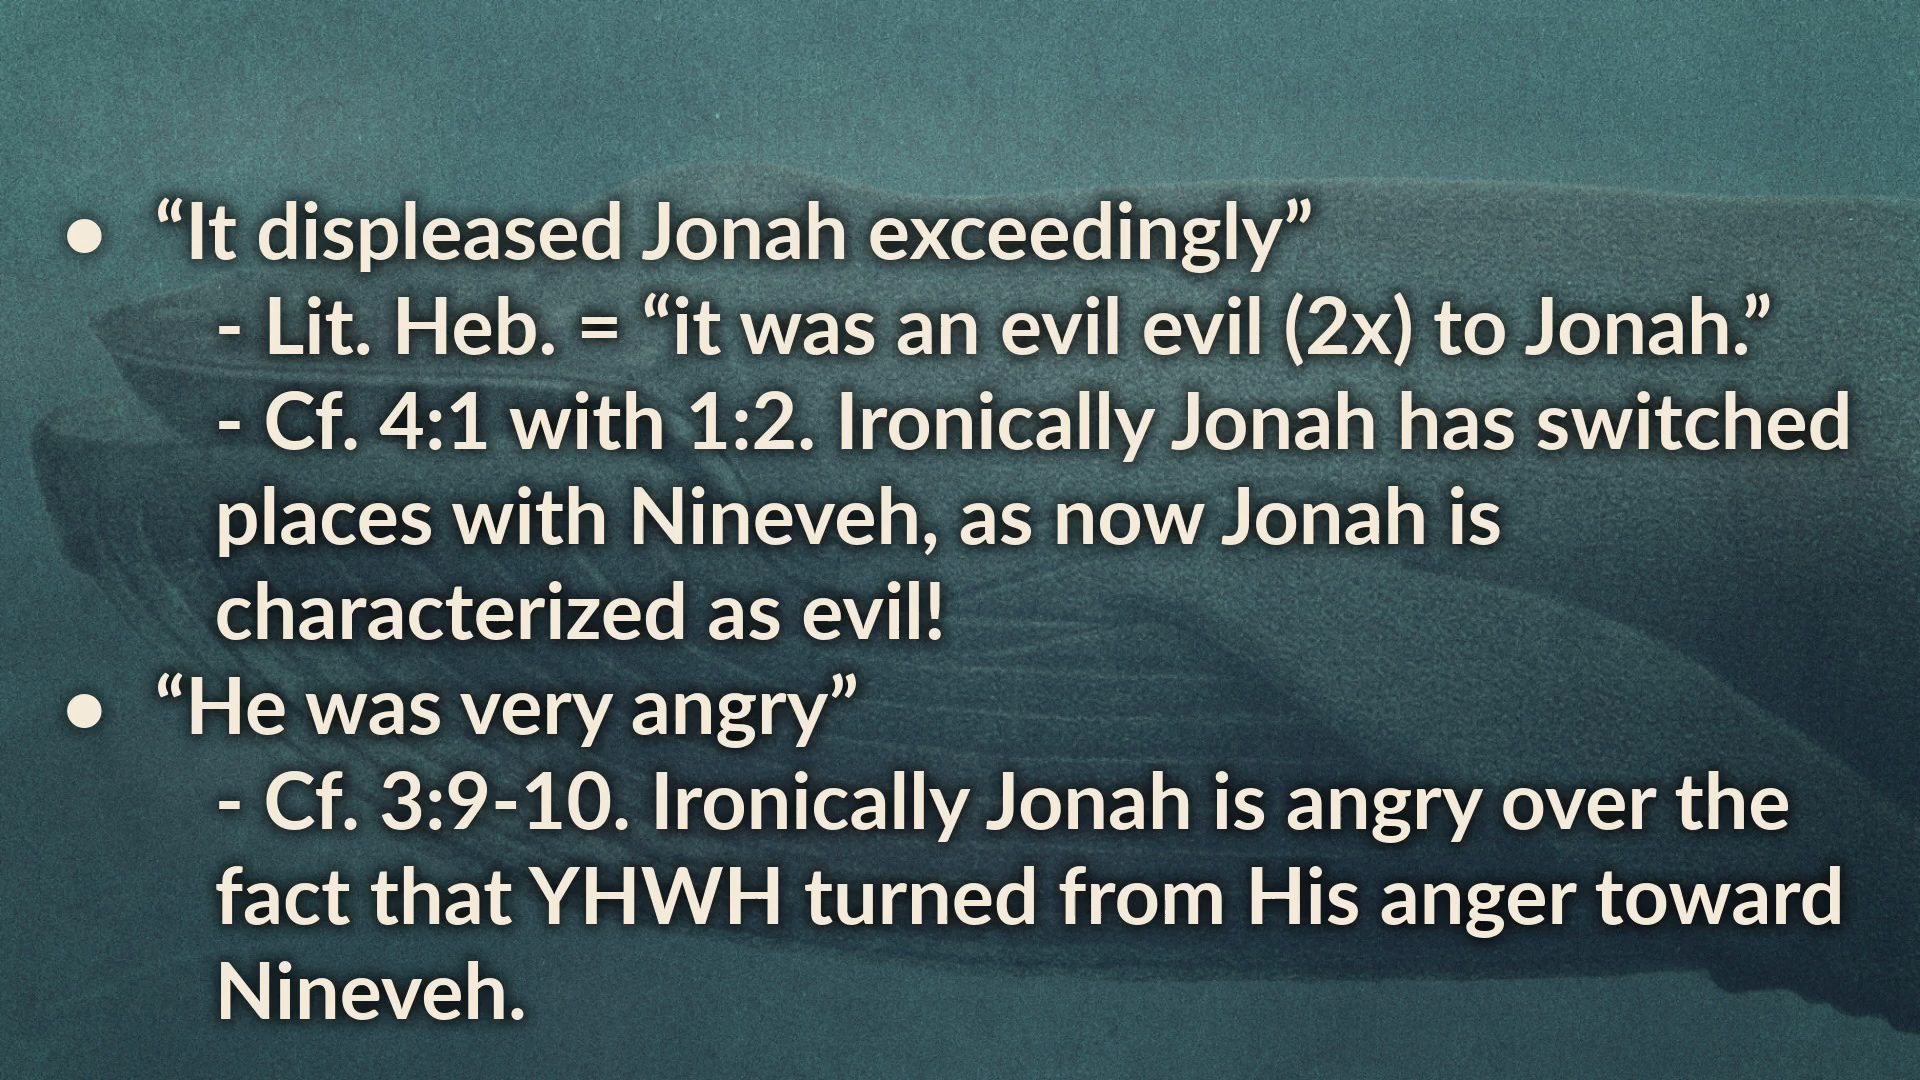 ● “It displeased Jonah exceedingly”
- Lit. Heb. = “it was an evil evil (2x) to Jonah.”
- Cf. 4:1 with 1:2. Ironically Jonah has switched
places with Nineveh, as now Jonah is
characterized as evil!
● “He was very angry”
- Cf. 3:9-10. Ironically Jonah is angry over the
fact that YHWH turned from His anger toward
Nineveh.